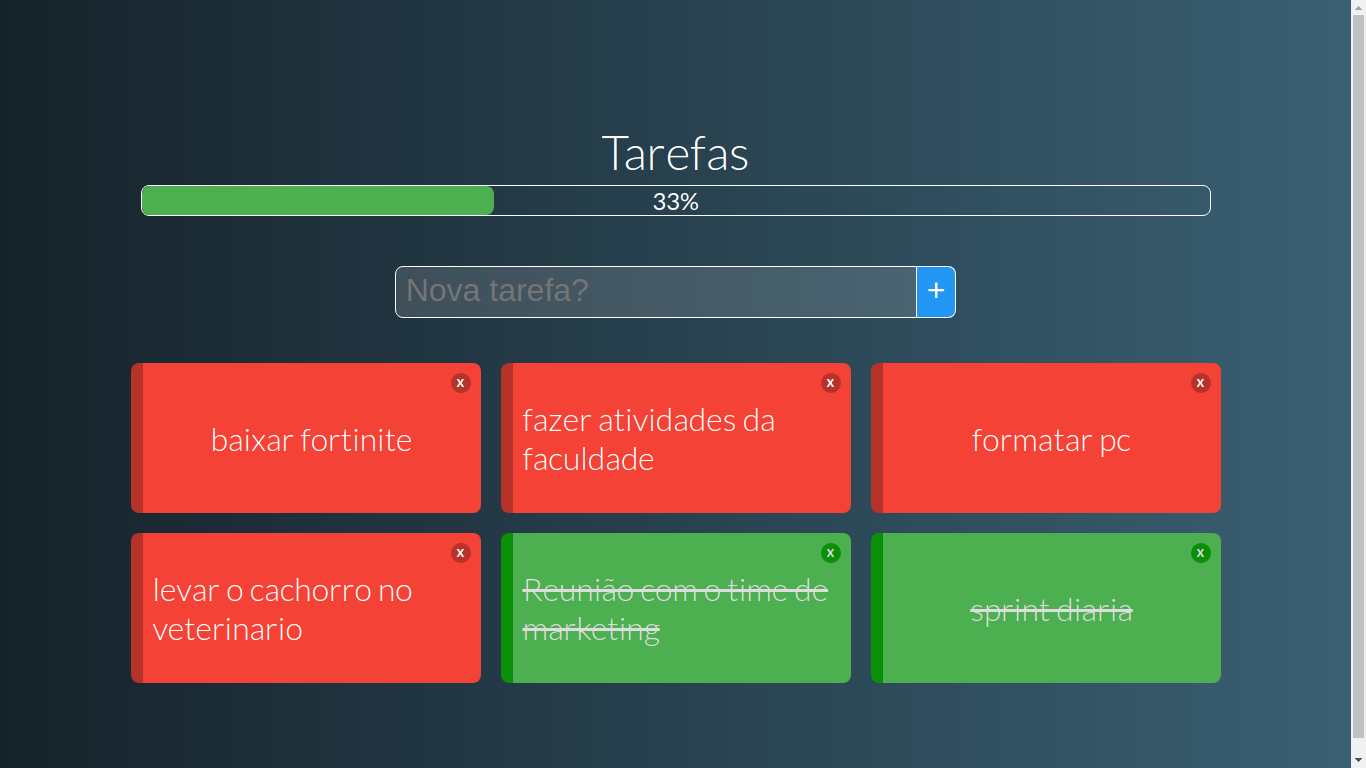 Tarefas
33%
Nova tarefa?
+
x
baixar fortinite
x
fazer atividades da
faculdade
x
formatar pc
x
levar o cachorro no
veterinario
x
Reunião com o time de
marketing
x
sprint diaria